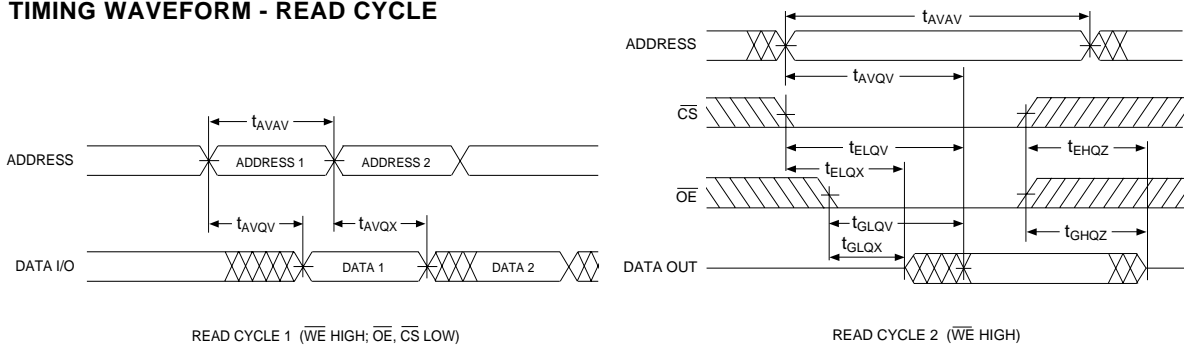 TIMING WAVEFORM - READ CYCLE
tAVAV
ADDRESS
ADDRESS 1
ADDRESS 2
tAVQV
tAVQX
DATA I/O
DATA 1
DATA 2
READ CYCLE 1 (WE HIGH; OE, CS LOW)
tAVAV
ADDRESS
tAVQV
CS
tELQV
tEHQZ
tELQX
OE
tGLQV
tGHQZ
tGLQX
DATA OUT
READ CYCLE 2 (WE HIGH)